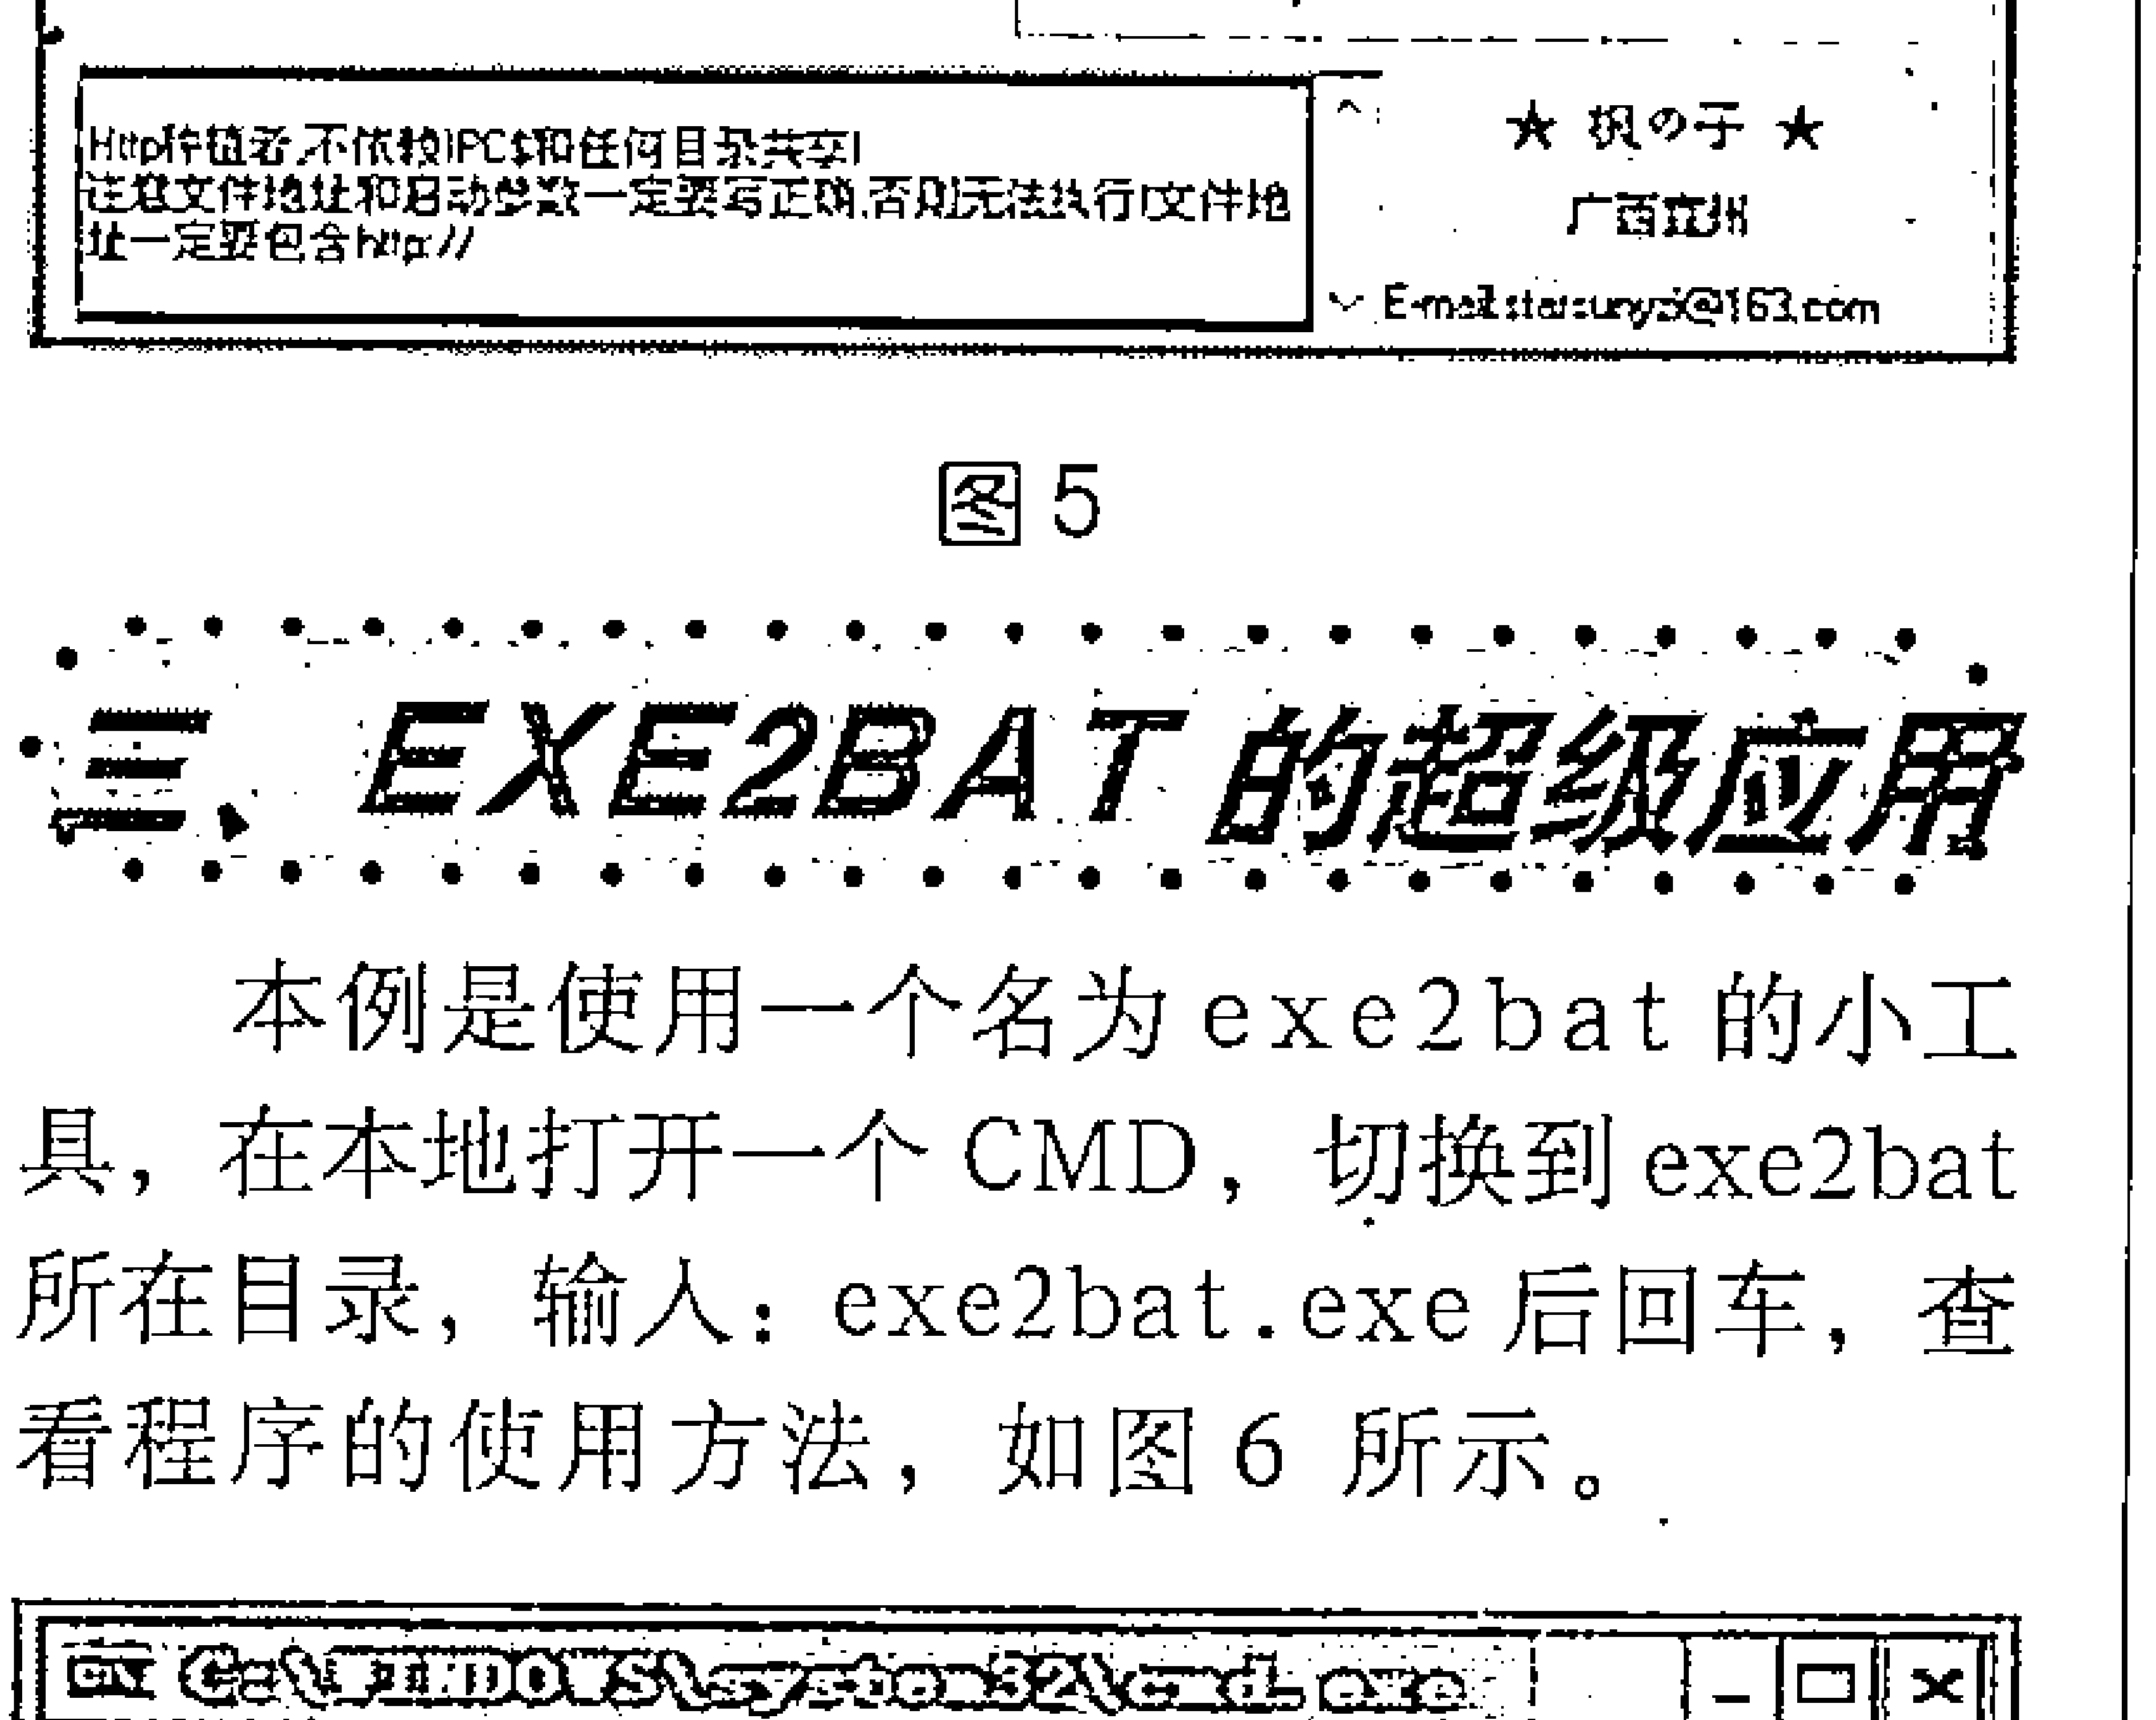 Http传播者,不依赖IPC$和任何目录共享!
注意文件地址和启动参数一定要写正确,否则无法执行!文件地
址一定要包含http://
★ 枫の子 ★
广西宜州
E-mail:starsunyzi@163.com
图5
三、EXE2BAT的超级应用
本例是使用一个名为exe2bat的小工
具，在本地打开一个CMD，切换到exe2bat
所在目录，输入：exe2bat.exe后回车，查
看程序的使用方法，如图6 所示。
C:\WINDOWS\system32\cmd.exe